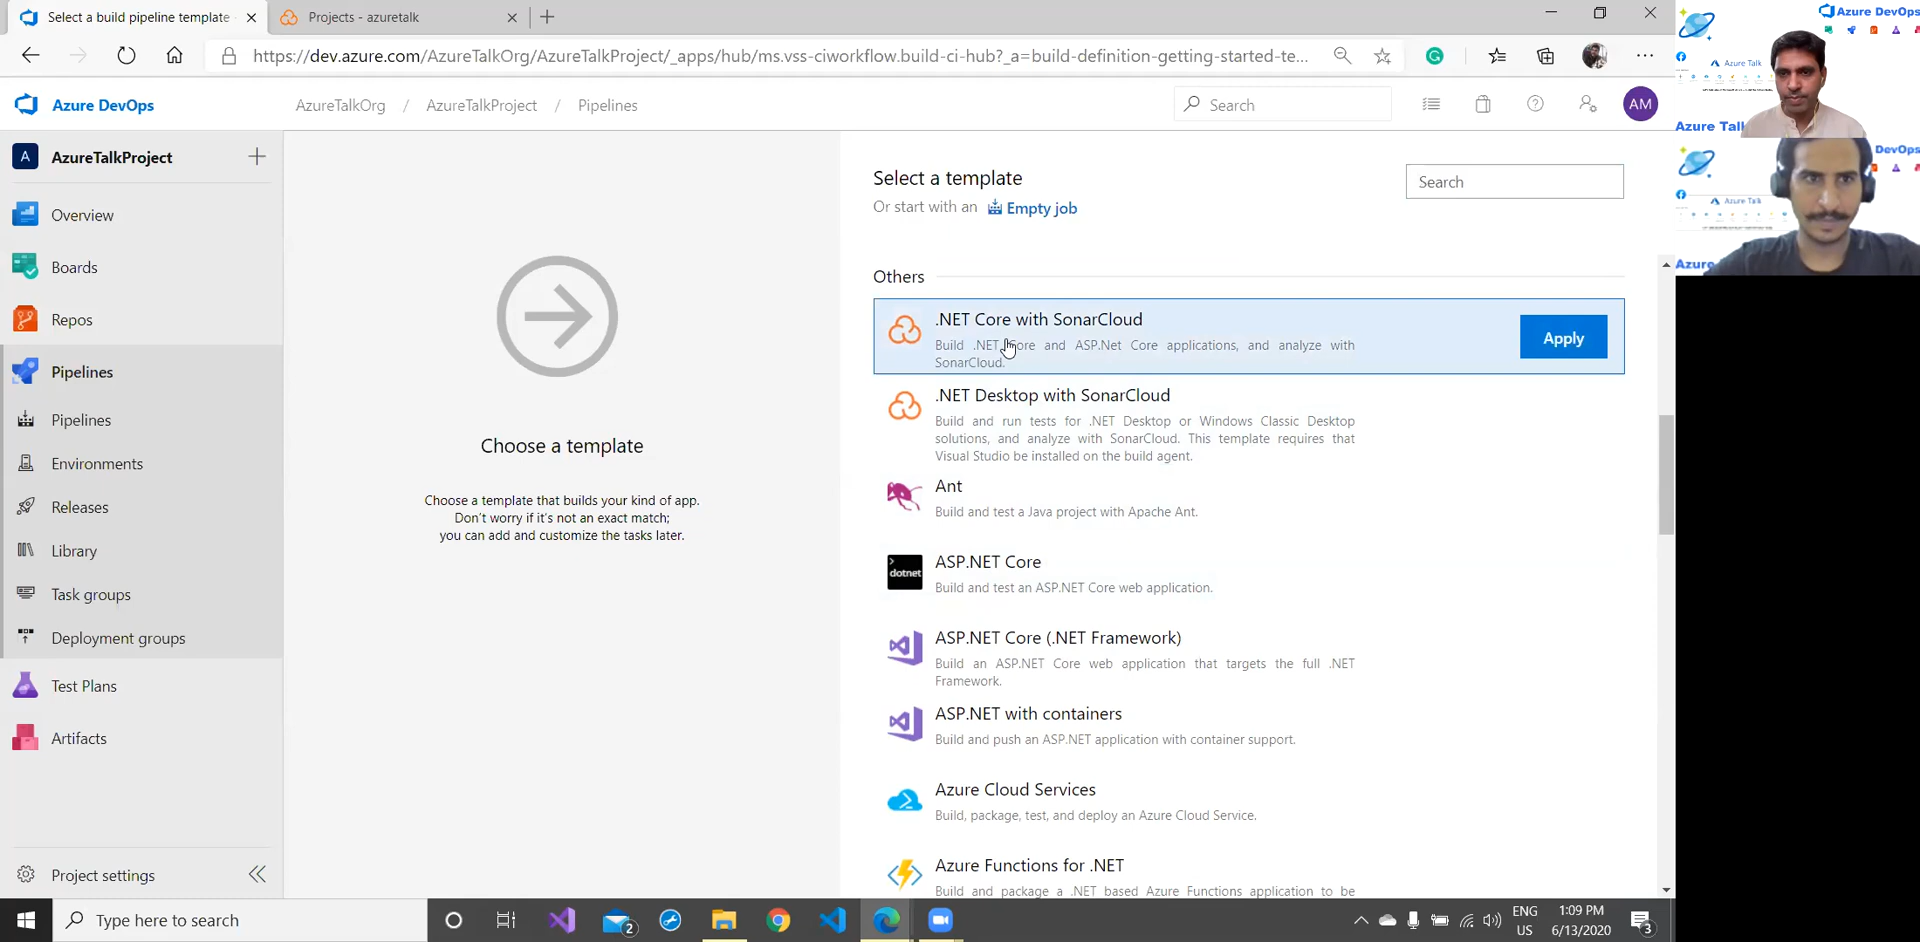 Select a build pipeline template
Projects - azuretalk
https://dev.azure.com/AzureTalkOrg/AzureTalkProject/_apps/hub/ms.vss-ciworkflow.build-ci-hub?_a=build-definition-getting-started-te...
Azure DevOps
AzureTalkOrg / AzureTalkProject / Pipelines
Search
AM
A
AzureTalkProject
Overview
Boards
Repos
Pipelines
Pipelines
Environments
Releases
Library
Task groups
Deployment groups
Test Plans
Artifacts
Project settings
Choose a template
Choose a template that builds your kind of app.
Don't worry if it's not an exact match;
you can add and customize the tasks later.
Select a template
Or start with an Empty job
Search
Others
.NET Core with SonarCloud
Build .NET Core and ASP.Net Core applications, and analyze with
SonarCloud.
Apply
.NET Desktop with SonarCloud
Build and run tests for .NET Desktop or Windows Classic Desktop
solutions, and analyze with SonarCloud. This template requires that
Visual Studio be installed on the build agent.
Ant
Build and test a Java project with Apache Ant.
dotnet
ASP.NET Core
Build and test an ASP.NET Core web application.
ASP.NET Core (.NET Framework)
Build an ASP.NET Core web application that targets the full .NET
Framework.
ASP.NET with containers
Build and push an ASP.NET application with container support.
Azure Cloud Services
Build, package, test, and deploy an Azure Cloud Service.
Azure Functions for .NET
Build and package a .NET based Azure Functions application to be
Azure DevOps
Azure Talk
Azure Talk
DevOps
Azure Talk
Azure
Type here to search
2
ENG
US
1:09 PM
6/13/2020
3